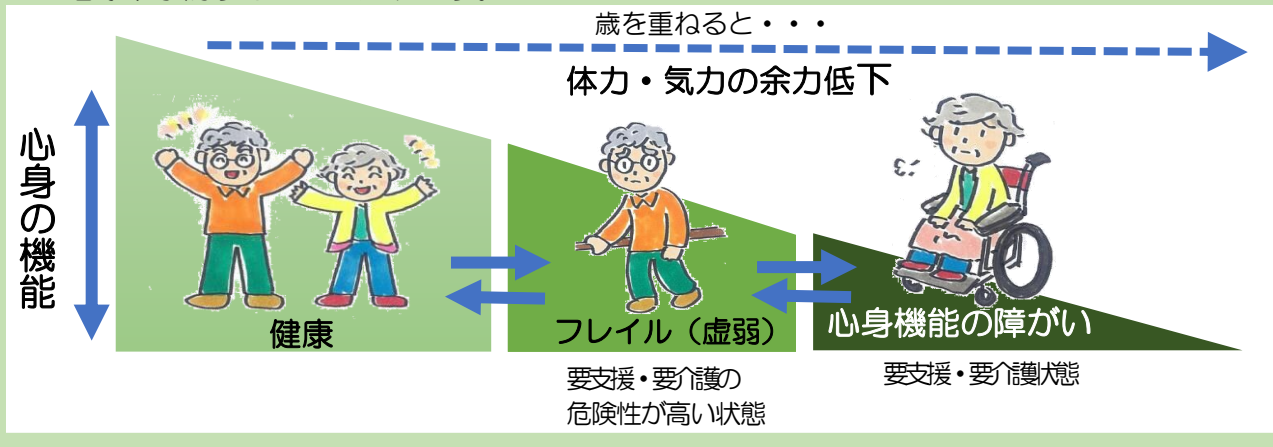 歳を重ねると・・・
体力・気力の余力低下
心身の機能
健康
フレイル（虚弱）
心身機能の障がい
要支援・要介護の
危険性が高い状態
要支援・要介護状態